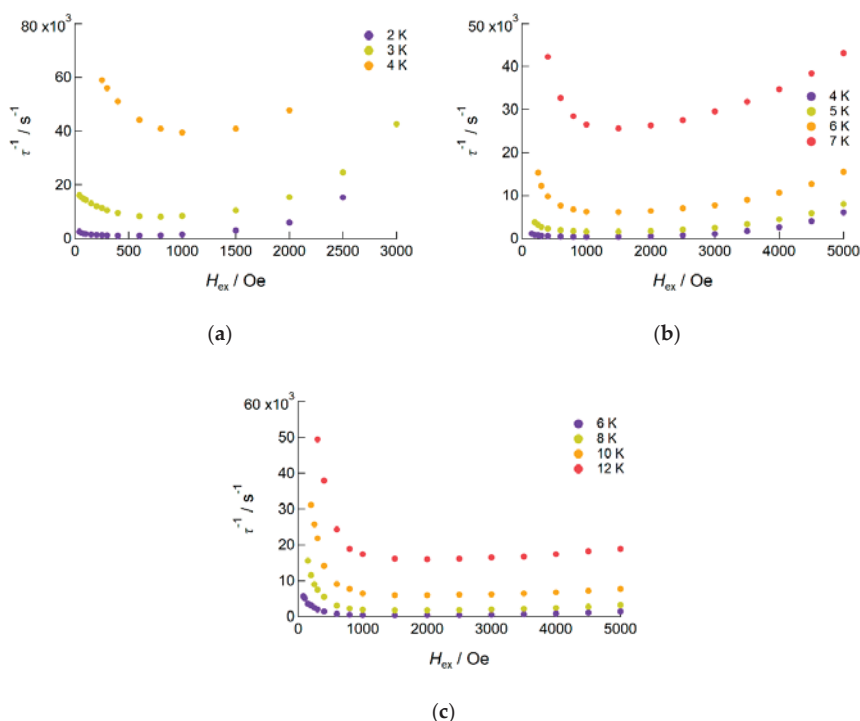 80 x10³
60
40
20
0
τ⁻¹ / s⁻¹
2 K
3 K
4 K
0 500 1000 1500 2000 2500 3000
H_ex / Oe
(a)
50 x10³
40
30
20
10
0
τ⁻¹ / s⁻¹
4 K
5 K
6 K
7 K
0 1000 2000 3000 4000 5000
H_ex / Oe
(b)
60 x10³
50
40
30
20
10
0
τ⁻¹ / s⁻¹
6 K
8 K
10 K
12 K
0 1000 2000 3000 4000 5000
H_ex / Oe
(c)